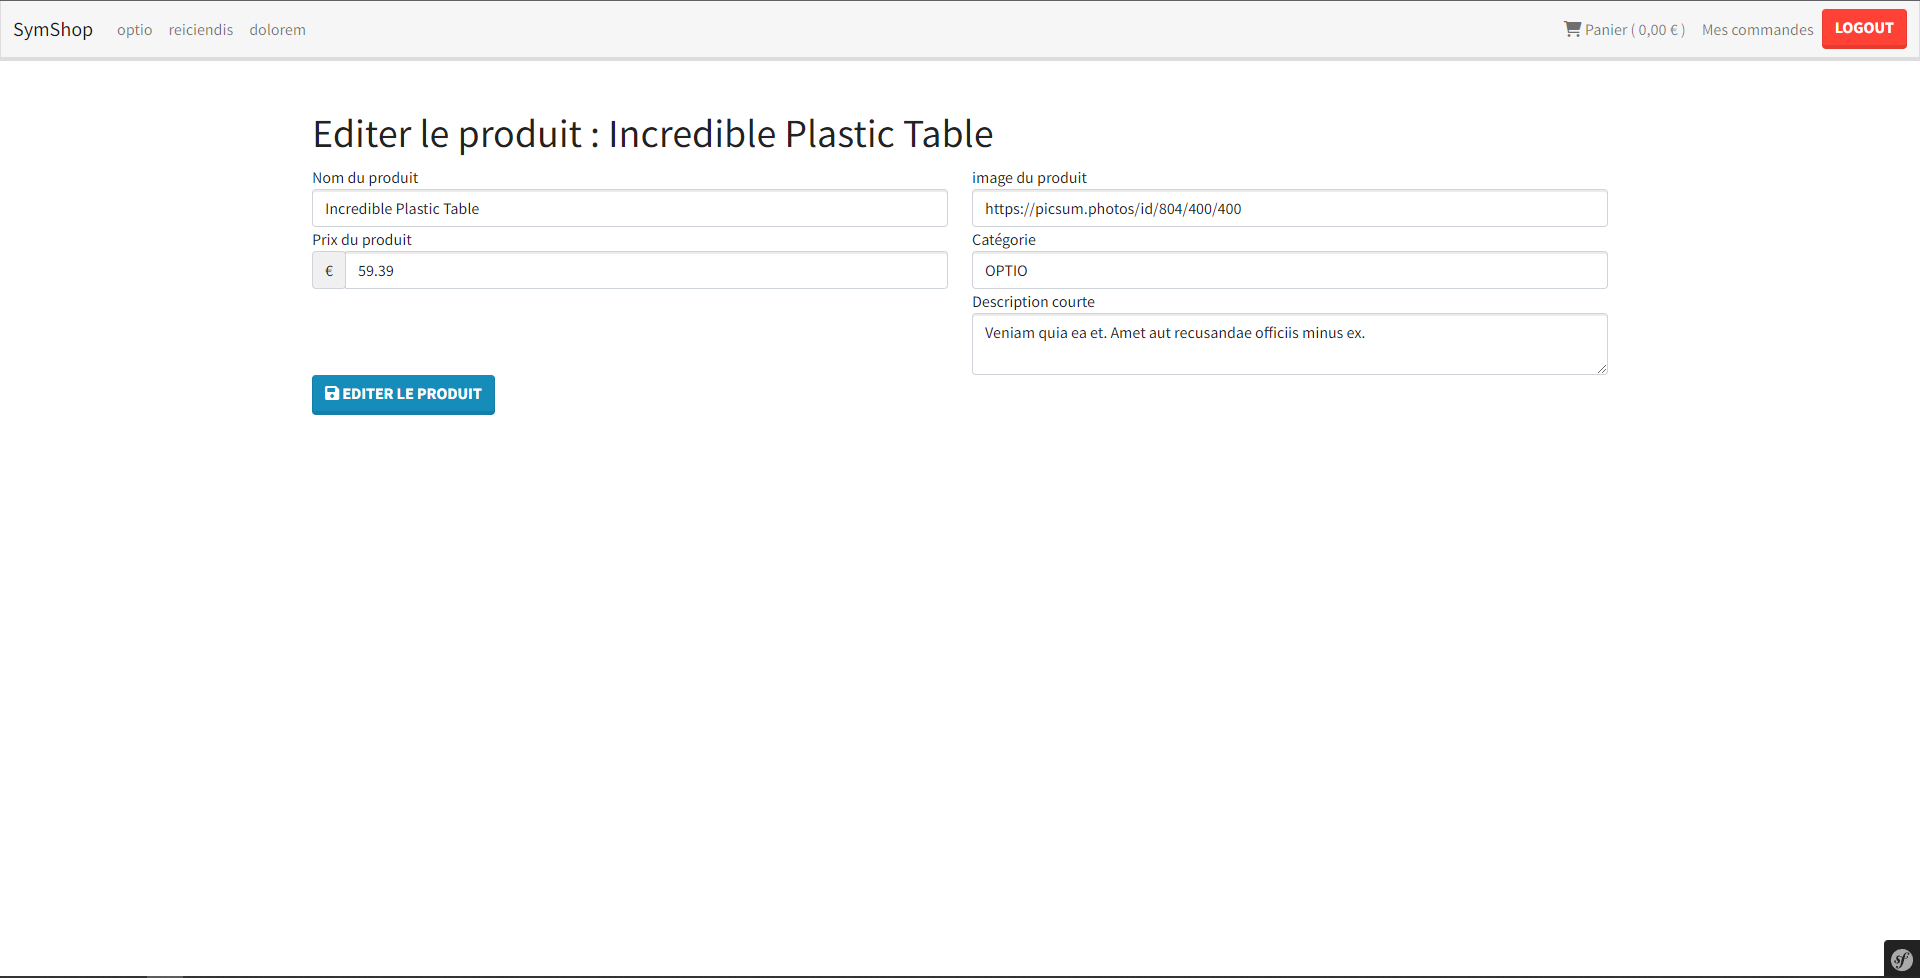 SymShop optio reiciendis dolorem Panier ( 0,00 € ) Mes commandes LOGOUT
Editer le produit : Incredible Plastic Table
Nom du produit
Incredible Plastic Table
image du produit
https://picsum.photos/id/804/400/400
Prix du produit
€ 59.39
Catégorie
OPTIO
Description courte
Veniam quia ea et. Amet aut recusandae officiis minus ex.
EDITER LE PRODUIT
sf